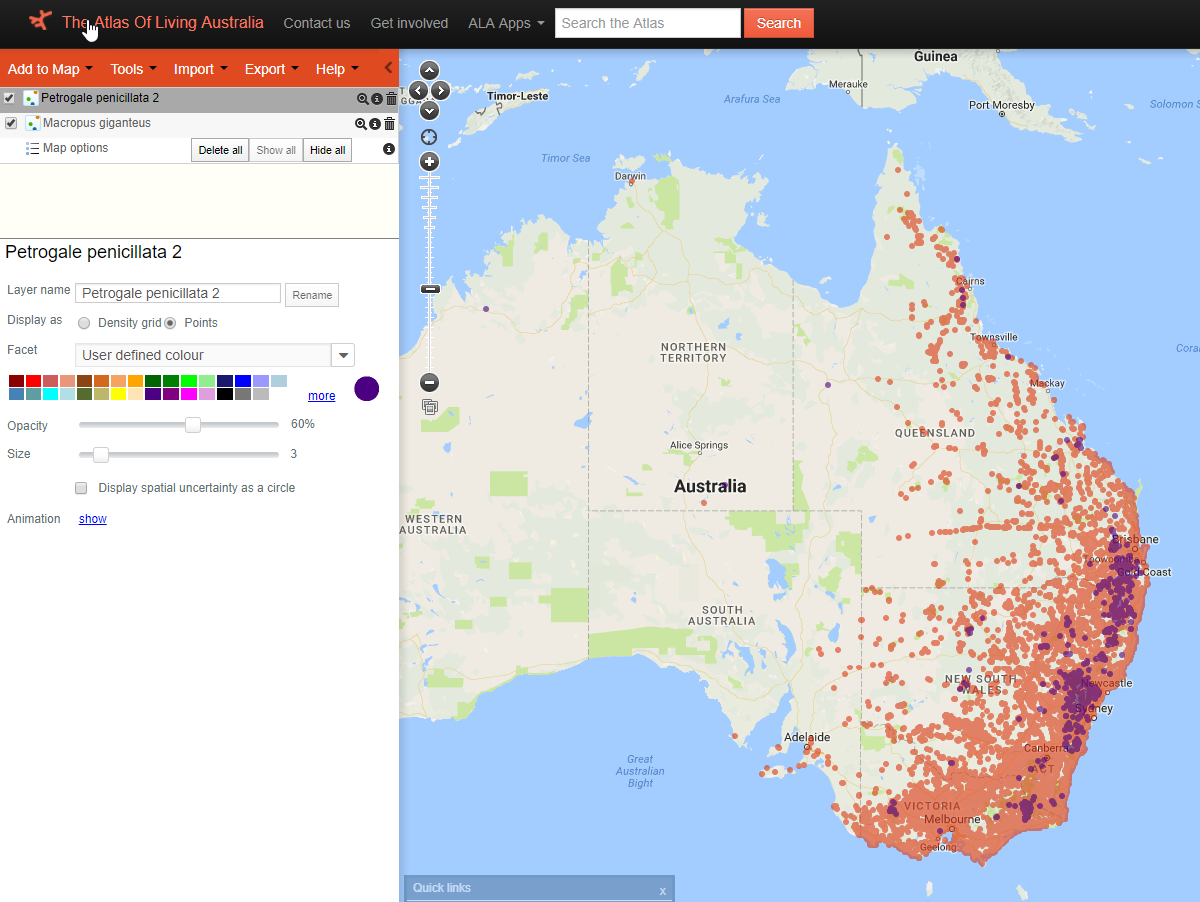 The Atlas Of Living Australia Contact us Get involved ALA Apps Search the Atlas Search
Add to Map Tools Import Export Help
Petrogale penicillata 2
Macropus giganteus
Map options Delete all Show all Hide all
Petrogale penicillata 2
Layer name Petrogale penicillata 2 Rename
Display as Density grid Points
Facet User defined colour
more
Opacity 60%
Size 3
Display spatial uncertainty as a circle
Animation show
Guinea
Merauke
Timor-Leste
Arafura Sea
Port Moresby
Solomon S
Timor Sea
Darwin
Cairns
Townsville
NORTHERN
TERRITORY
Coral
Mackay
QUEENSLAND
Alice Springs
Australia
WESTERN
AUSTRALIA
Brisbane
Toowoomba
Gold Coast
SOUTH
AUSTRALIA
NEW SOUTH
WALES
Newcastle
Sydney
Adelaide
Canberra
ACT
Great
Australian
Bight
VICTORIA
Melbourne
Geelong
Quick links x